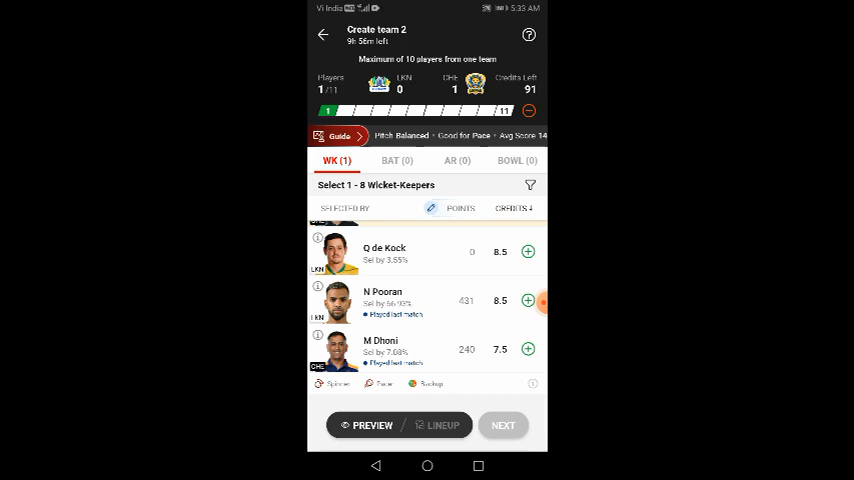 Vi India 5:33 AM
Create team 2
9h 56m left
Maximum of 10 players from one team
Players LKN CHE Credits Left
1/11 0 1 91
1 11
Guide Pitch Balanced • Good for Pace • Avg Score 14
WK (1) BAT (0) AR (0) BOWL (0)
Select 1 - 8 Wicket-Keepers
SELECTED BY POINTS CREDITS↓
CHE
Q de Kock 0 8.5
Sel by 3.55%
LKN
N Pooran 431 8.5
Sel by 66.93%
Played last match
LKN
M Dhoni 240 7.5
Sel by 7.08%
Played last match
CHE
Spinner Pacer Backup
PREVIEW / LINEUP NEXT